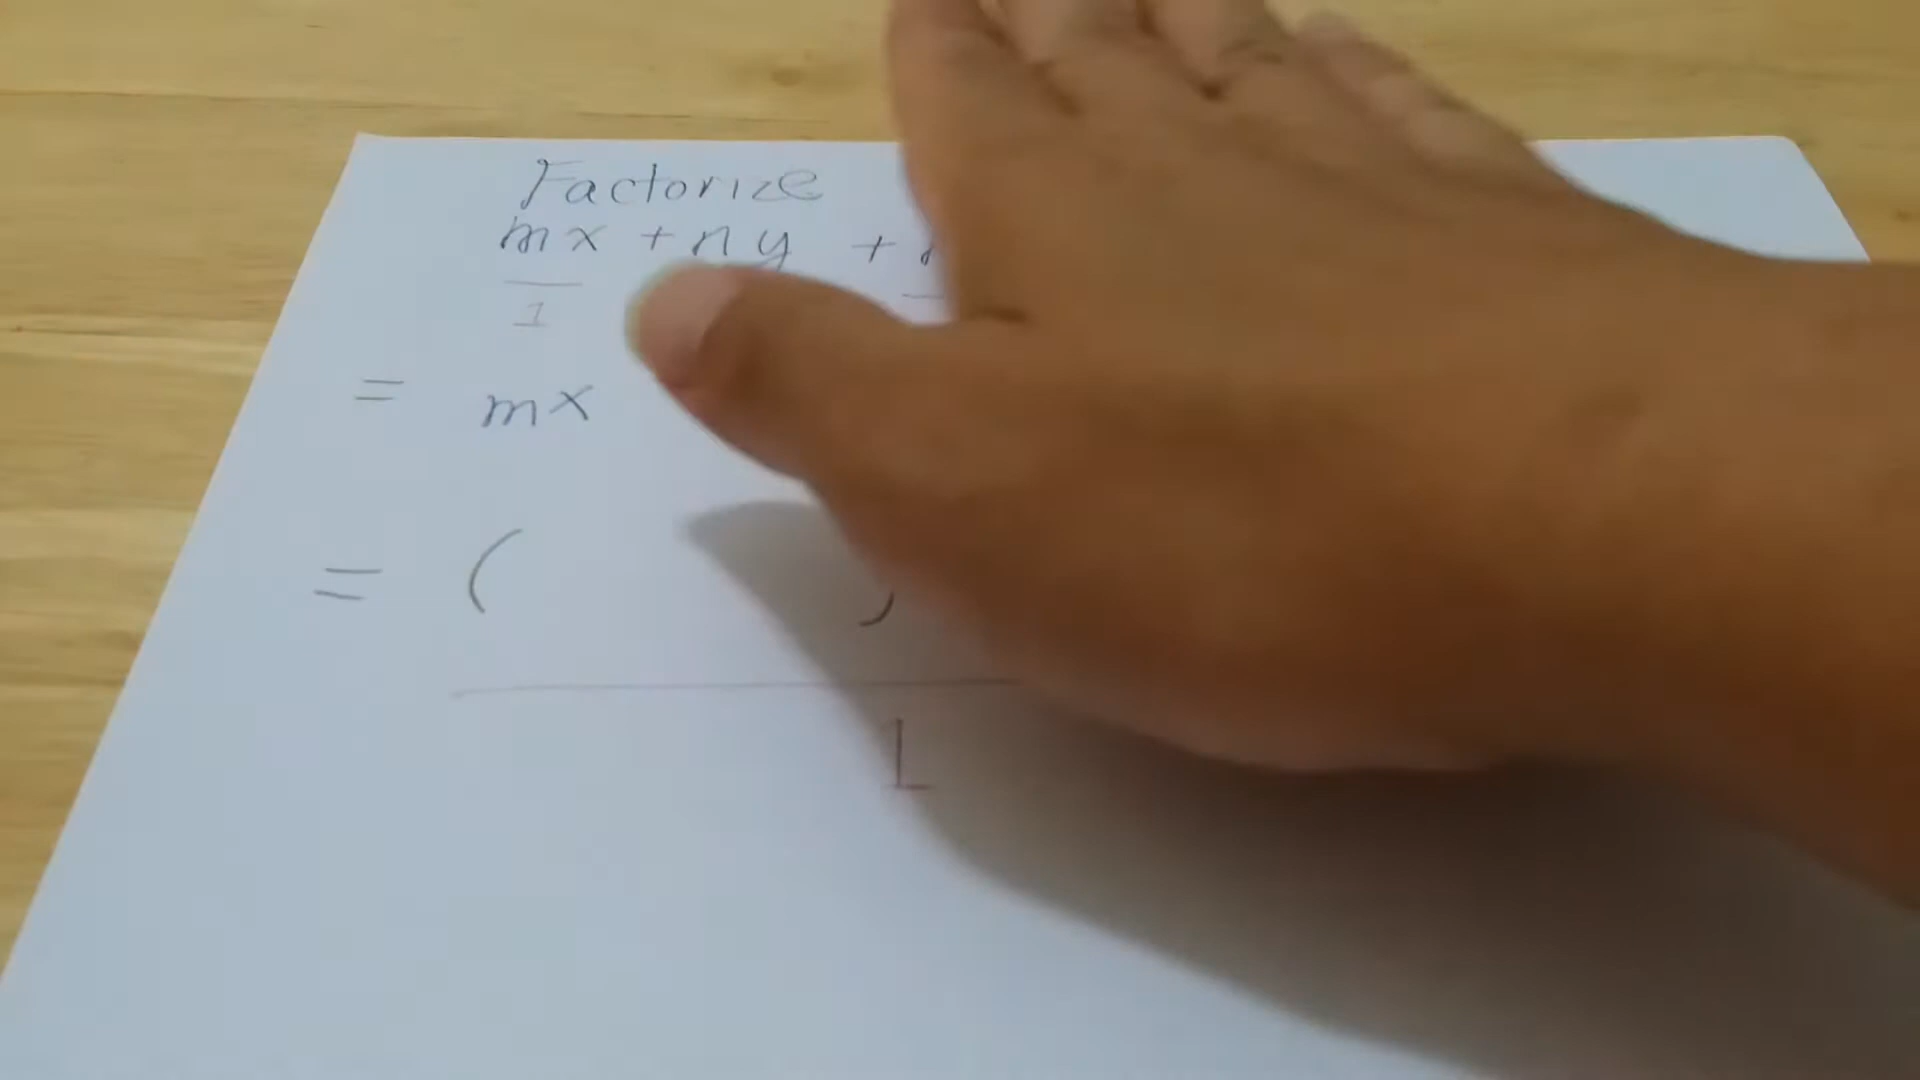 Factorize
mx + ny +
1
= mx
= ( )
1